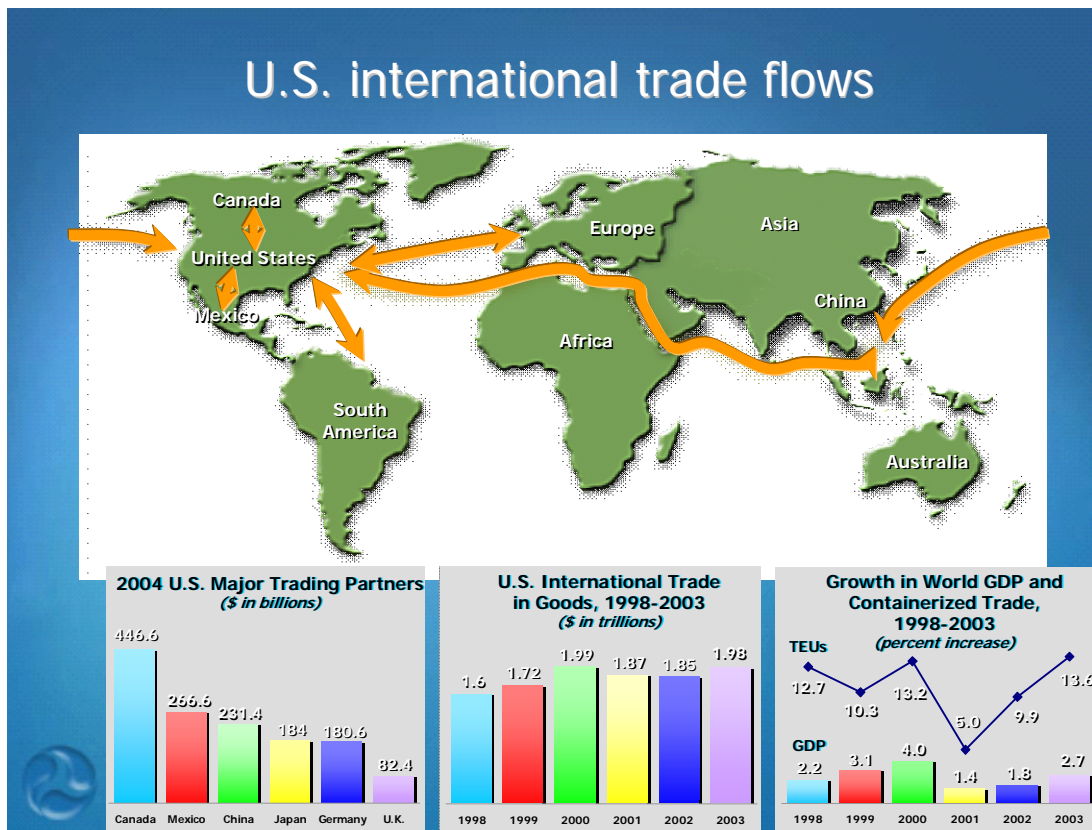 U.S. international trade flows
Canada
United States
Mexico
Europe
Asia
China
Africa
South
America
Australia
2004 U.S. Major Trading Partners
($ in billions)
446.6
266.6
231.4
184
180.6
82.4
Canada Mexico China Japan Germany U.K.
U.S. International Trade
in Goods, 1998-2003
($ in trillions)
1.6
1.72
1.99
1.87
1.85
1.98
1998 1999 2000 2001 2002 2003
Growth in World GDP and
Containerized Trade,
1998-2003
(percent increase)
TEUs
12.7
10.3
13.2
5.0
9.9
13.6
GDP
2.2
3.1
4.0
1.4
1.8
2.7
1998 1999 2000 2001 2002 2003